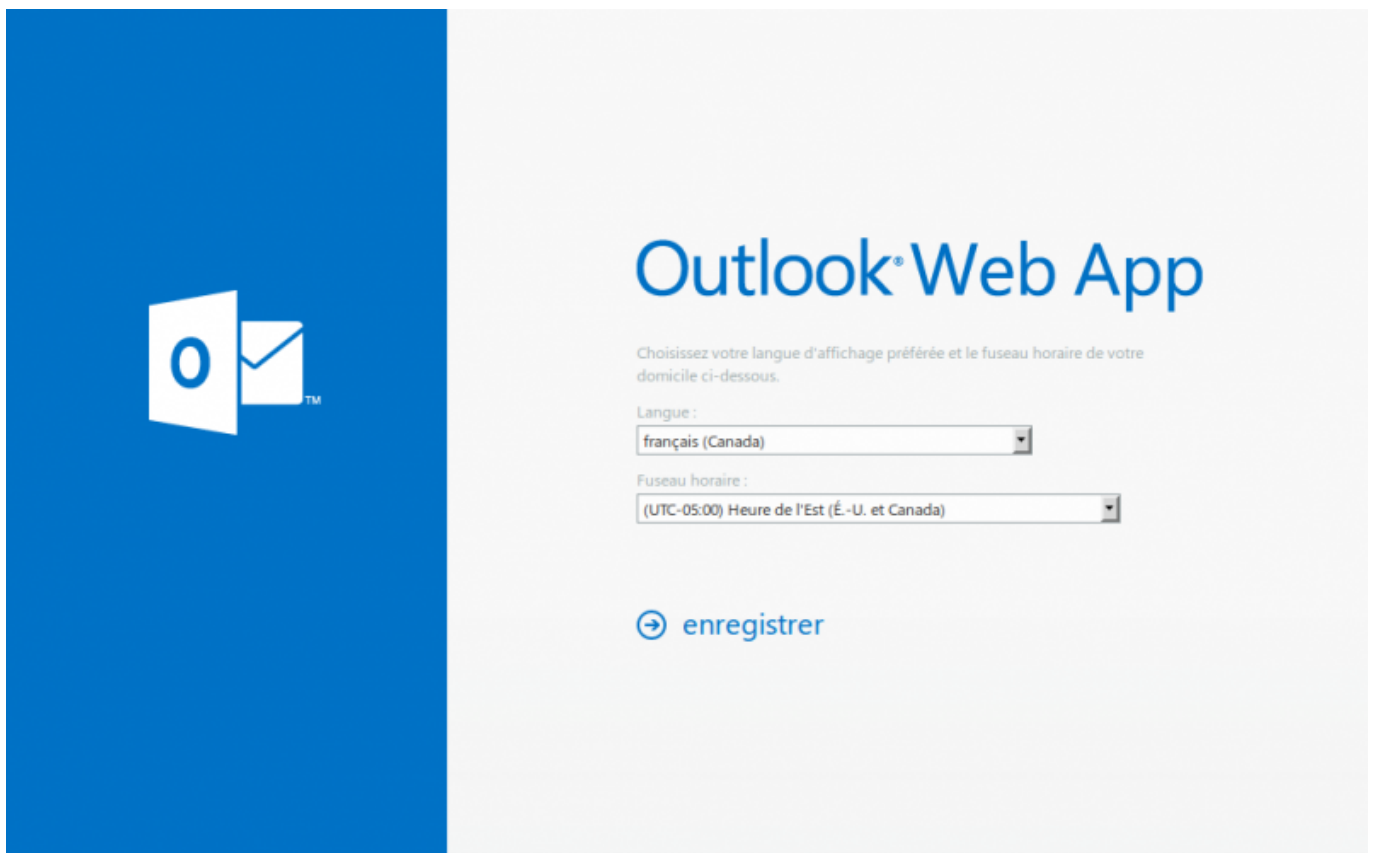 Outlook® Web App
Choisissez votre langue d'affichage préférée et le fuseau horaire de votre
domicile ci-dessous.
Langue :
français (Canada)
Fuseau horaire :
(UTC-05:00) Heure de l'Est (É.-U. et Canada)
enregistrer
O
TM